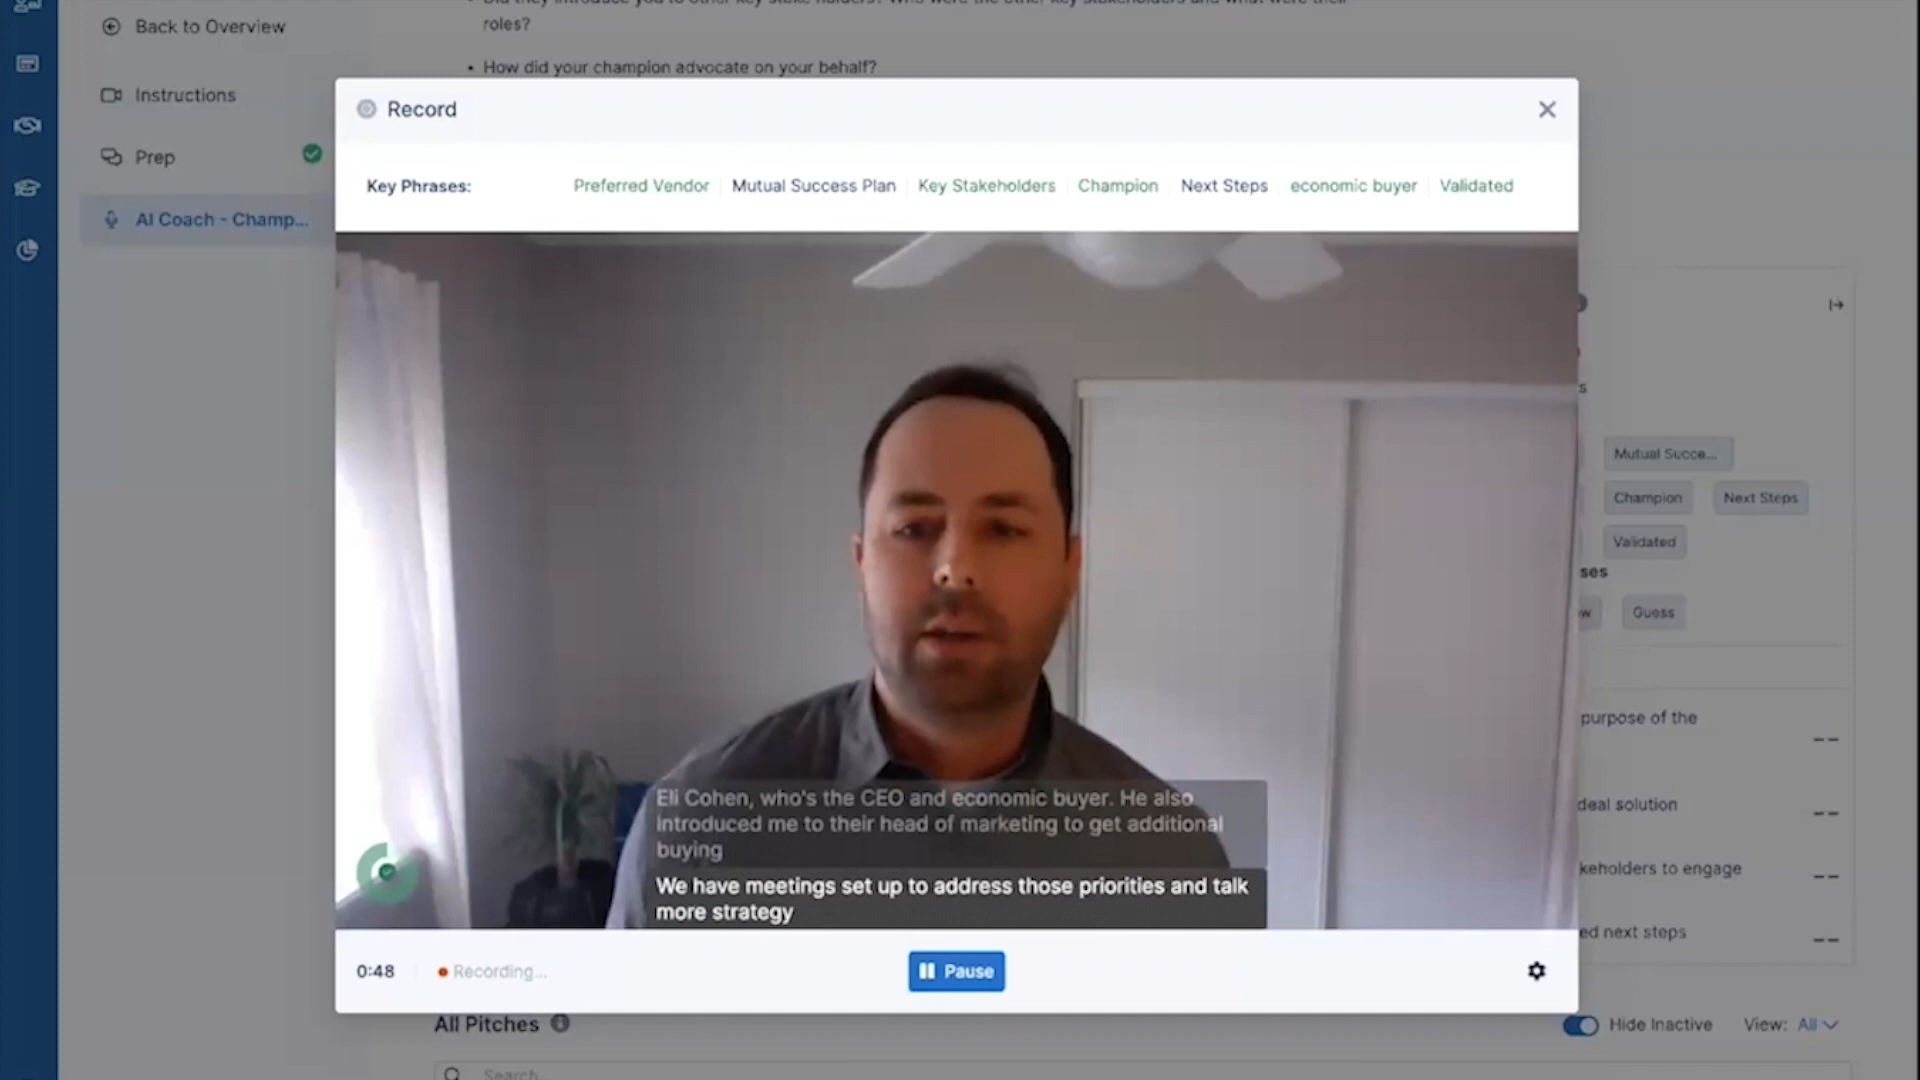 Back to Overview
roles?
• How did your champion advocate on your behalf?
Instructions
Prep
AI Coach - Champ...
Record
Key Phrases: Preferred Vendor Mutual Success Plan Key Stakeholders Champion Next Steps economic buyer Validated
Mutual Succe...
Champion Next Steps
Validated
ses
Guess
purpose of the
--
deal solution
--
keholders to engage
--
ed next steps
--
Eli Cohen, who's the CEO and economic buyer. He also
introduced me to their head of marketing to get additional
buying
We have meetings set up to address those priorities and talk
more strategy
0:48 Recording... Pause
All Pitches Hide Inactive View: All
Search...